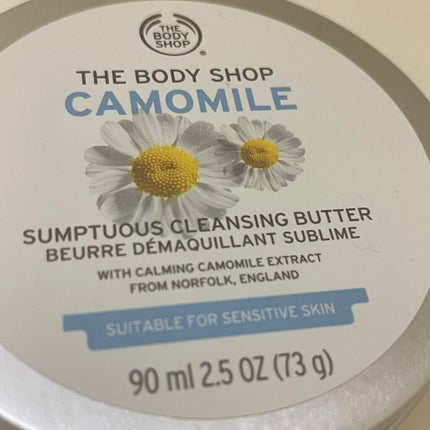 THE
BODY
SHOP
®
THE BODY SHOP
CAMOMILE
SUMPTUOUS CLEANSING BUTTER
BEURRE DÉMAQUILLANT SUBLIME
WITH CALMING CAMOMILE EXTRACT
FROM NORFOLK, ENGLAND
SUITABLE FOR SENSITIVE SKIN
90 ml 2.5 OZ (73 g)